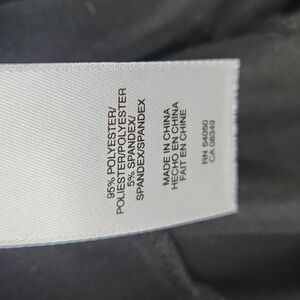 95% POLYESTER/
POLIESTER/POLYESTER
5% SPANDEX/
SPANDEX/SPANDEX
MADE IN CHINA
HECHO EN CHINA
FAIT EN CHINE
RN 54050
CA 08349